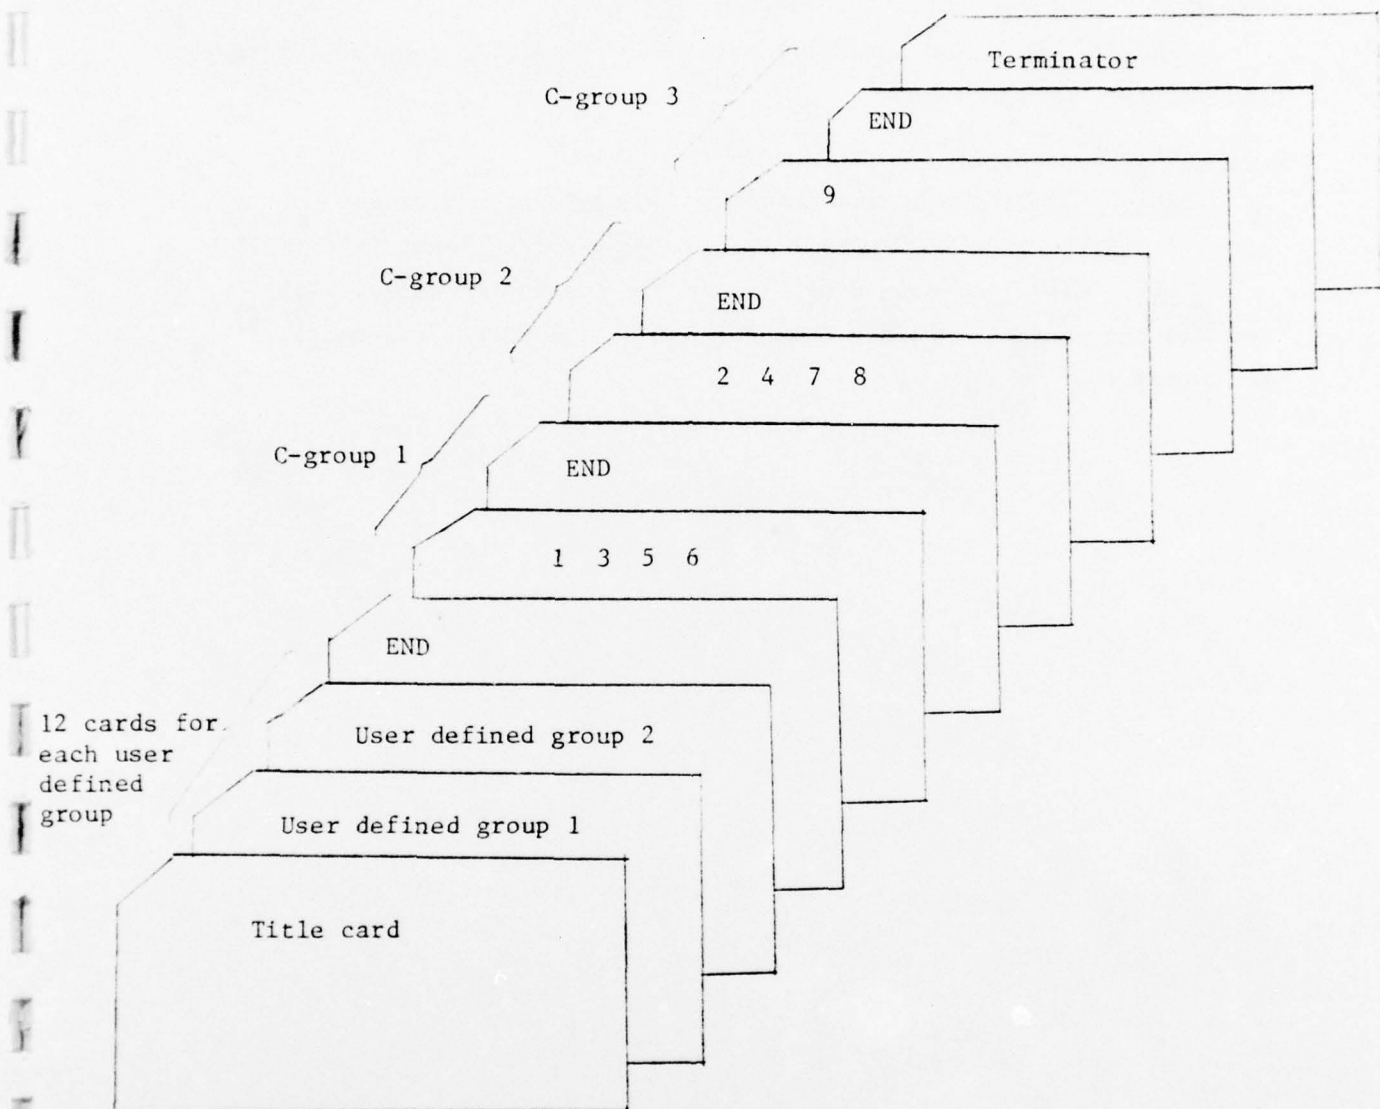 Terminator
C-group 3
END
9
C-group 2
END
2 4 7 8
C-group 1
END
1 3 5 6
END
12 cards for
each user
defined
group
User defined group 2
User defined group 1
Title card